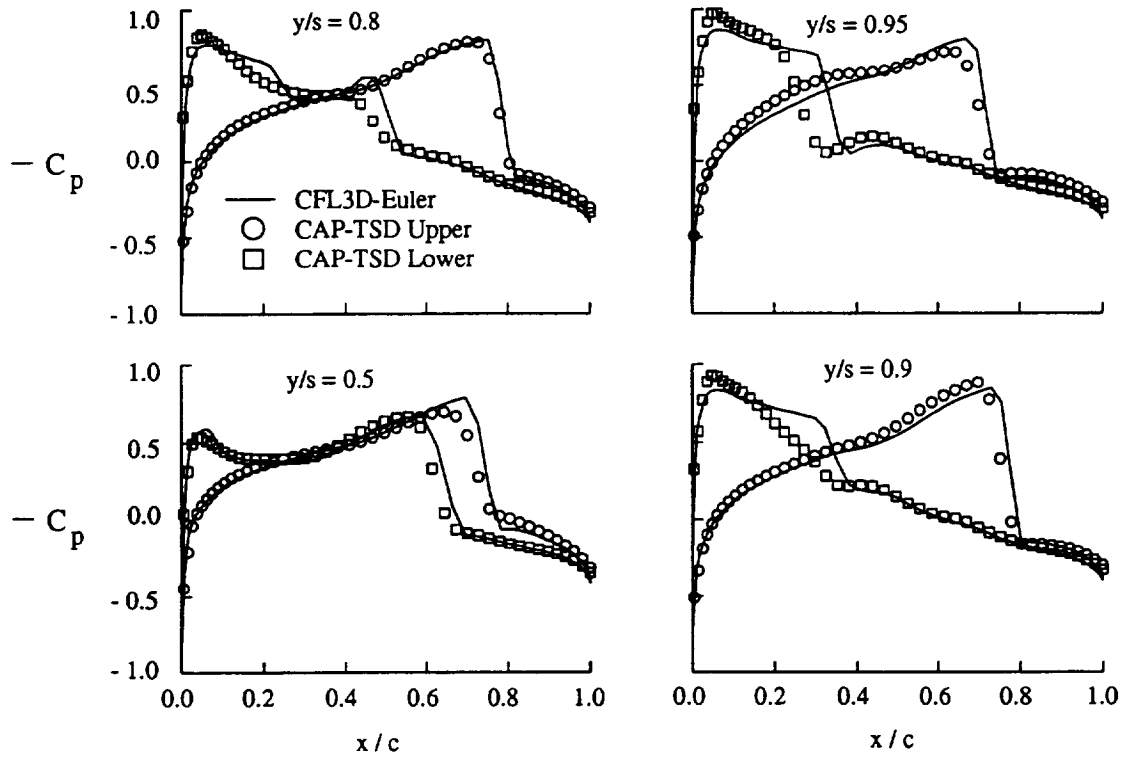 y/s = 0.8
1.0
0.5
0.0
- 0.5
- 1.0
— C p
CFL3D-Euler
CAP-TSD Upper
CAP-TSD Lower
y/s = 0.95
y/s = 0.5
1.0
0.5
0.0
- 0.5
- 1.0
— C p
0.0 0.2 0.4 0.6 0.8 1.0
x / c
y/s = 0.9
0.0 0.2 0.4 0.6 0.8 1.0
x / c